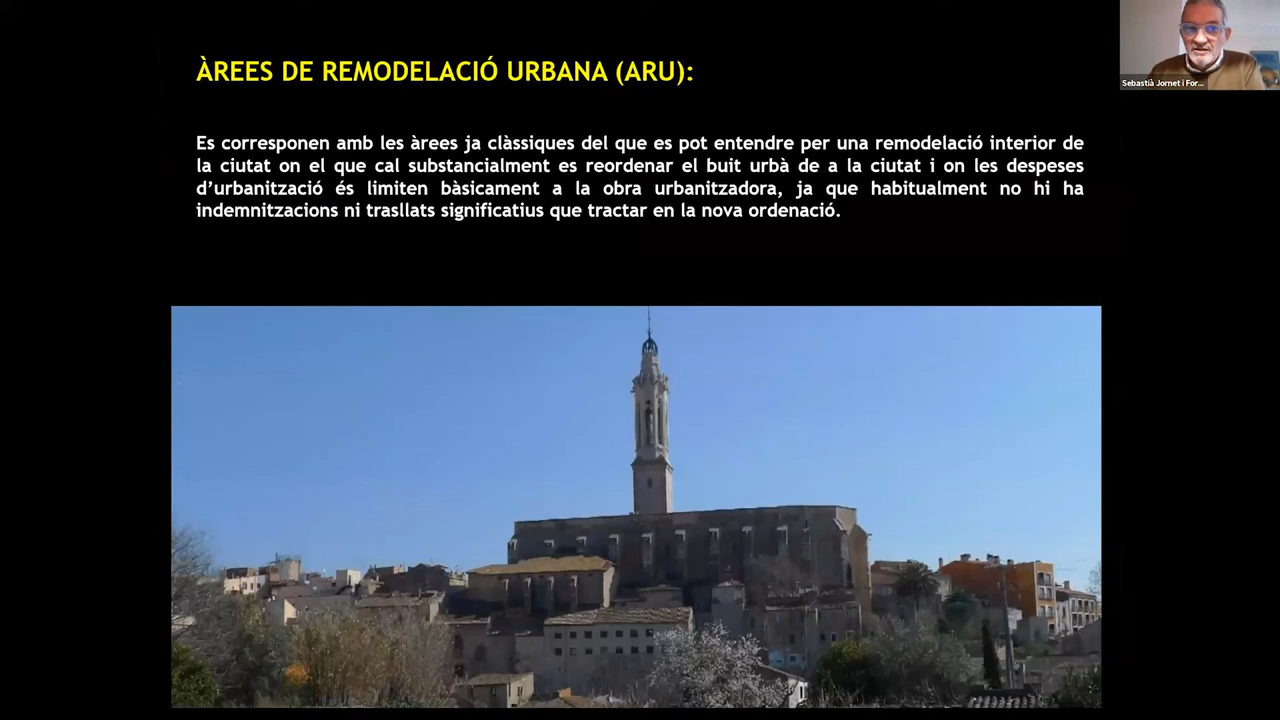 ÀREES DE REMODELACIÓ URBANA (ARU):
Es corresponen amb les àrees ja clàssiques del que es pot entendre per una remodelació interior de
la ciutat on el que cal substancialment es reordenar el buit urbà de a la ciutat i on les despeses
d’urbanització és limiten bàsicament a la obra urbanitzadora, ja que habitualment no hi ha
indemnitzacions ni trasllats significatius que tractar en la nova ordenació.
Sebastià Jornet i For...